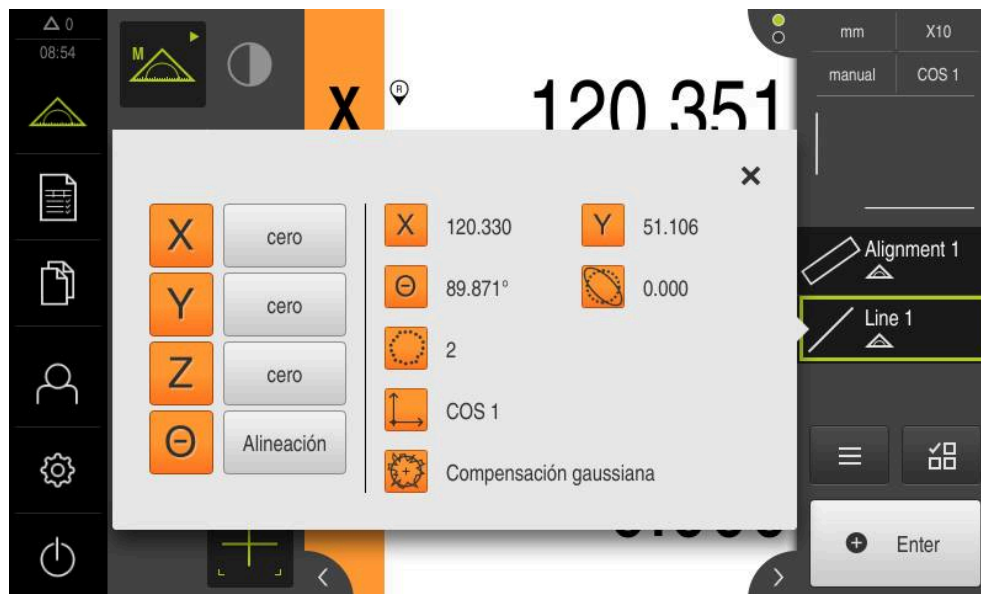 0
08:54
M
X
R
120.351
mm X10
manual COS 1
X cero
Y cero
Z cero
Θ Alineación
X 120.330 Y 51.106
Θ 89.871° 0.000
2
COS 1
Compensación gaussiana
Alignment 1
Line 1
Enter